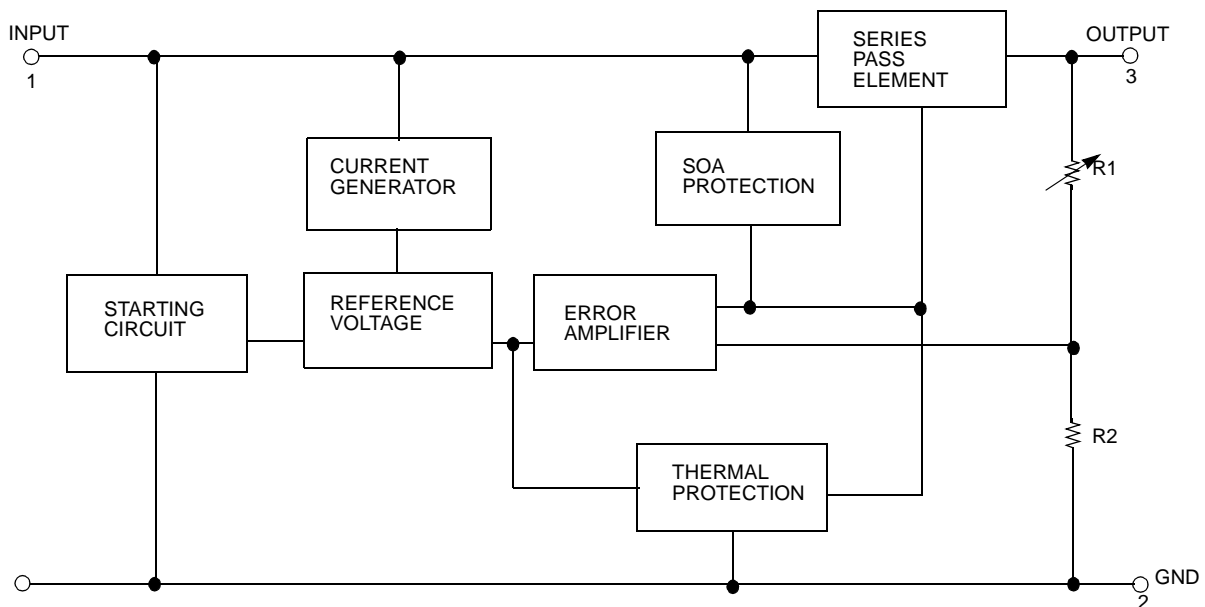 INPUT
1
SERIES
PASS
ELEMENT
OUTPUT
3
CURRENT
GENERATOR
SOA
PROTECTION
R1
STARTING
CIRCUIT
REFERENCE
VOLTAGE
ERROR
AMPLIFIER
R2
THERMAL
PROTECTION
GND
2